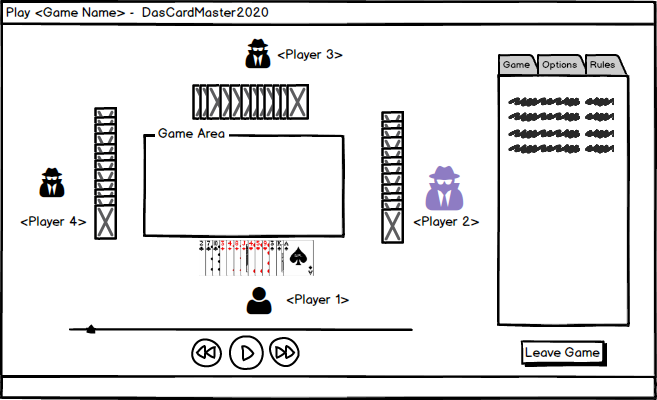 Play <Game Name> - DasCardMaster2020
<Player 3>
Game Options Rules
Game Area
<Player 4>
<Player 2>
<Player 1>
Leave Game